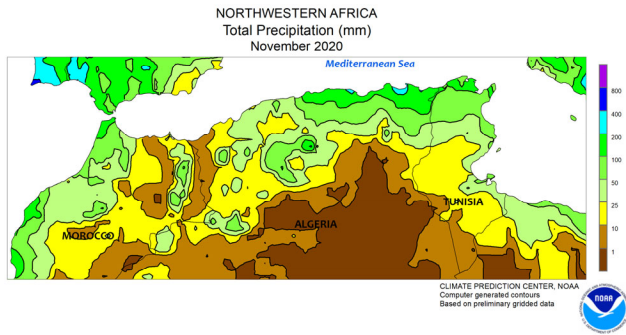 NORTHWESTERN AFRICA
Total Precipitation (mm)
November 2020
Mediterranean Sea
800
400
200
100
50
25
10
1
TUNISIA
ALGERIA
MOROCCO
CLIMATE PREDICTION CENTER, NOAA
Computer generated contours
Based on preliminary gridded data
NOAA